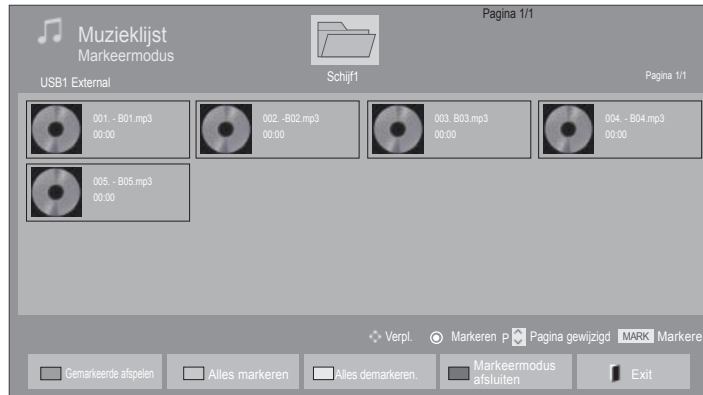 Pagina 1/1
Muzieklijst
Markeermodus
USB1 External
Schijf1
Pagina 1/1
001. - B01.mp3
00:00
002. -B02.mp3
00:00
003. B03.mp3
00:00
004. - B04.mp3
00:00
005. - B05.mp3
00:00
Verpl. Markeren P Pagina gewijzigd MARK Markere
Gemarkeerde afspelen
Alles markeren
Alles demarkeren.
Markeermodus
afsluiten
Exit